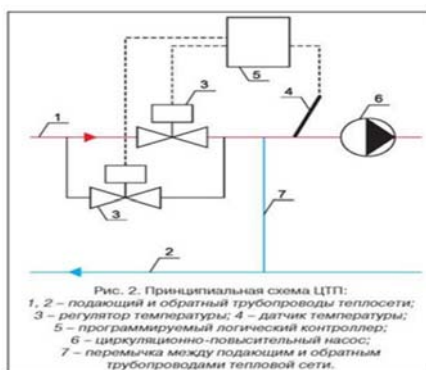 5
3
4
6
1
3
7
2
Рис. 2. Принципиальная схема ЦТП:
1, 2 – подающий и обратный трубопроводы теплосети;
3 – регулятор температуры; 4 – датчик температуры;
5 – программируемый логический контроллер;
6 – циркуляционно-повысительный насос;
7 – перемычка между подающим и обратным
трубопроводами тепловой сети.